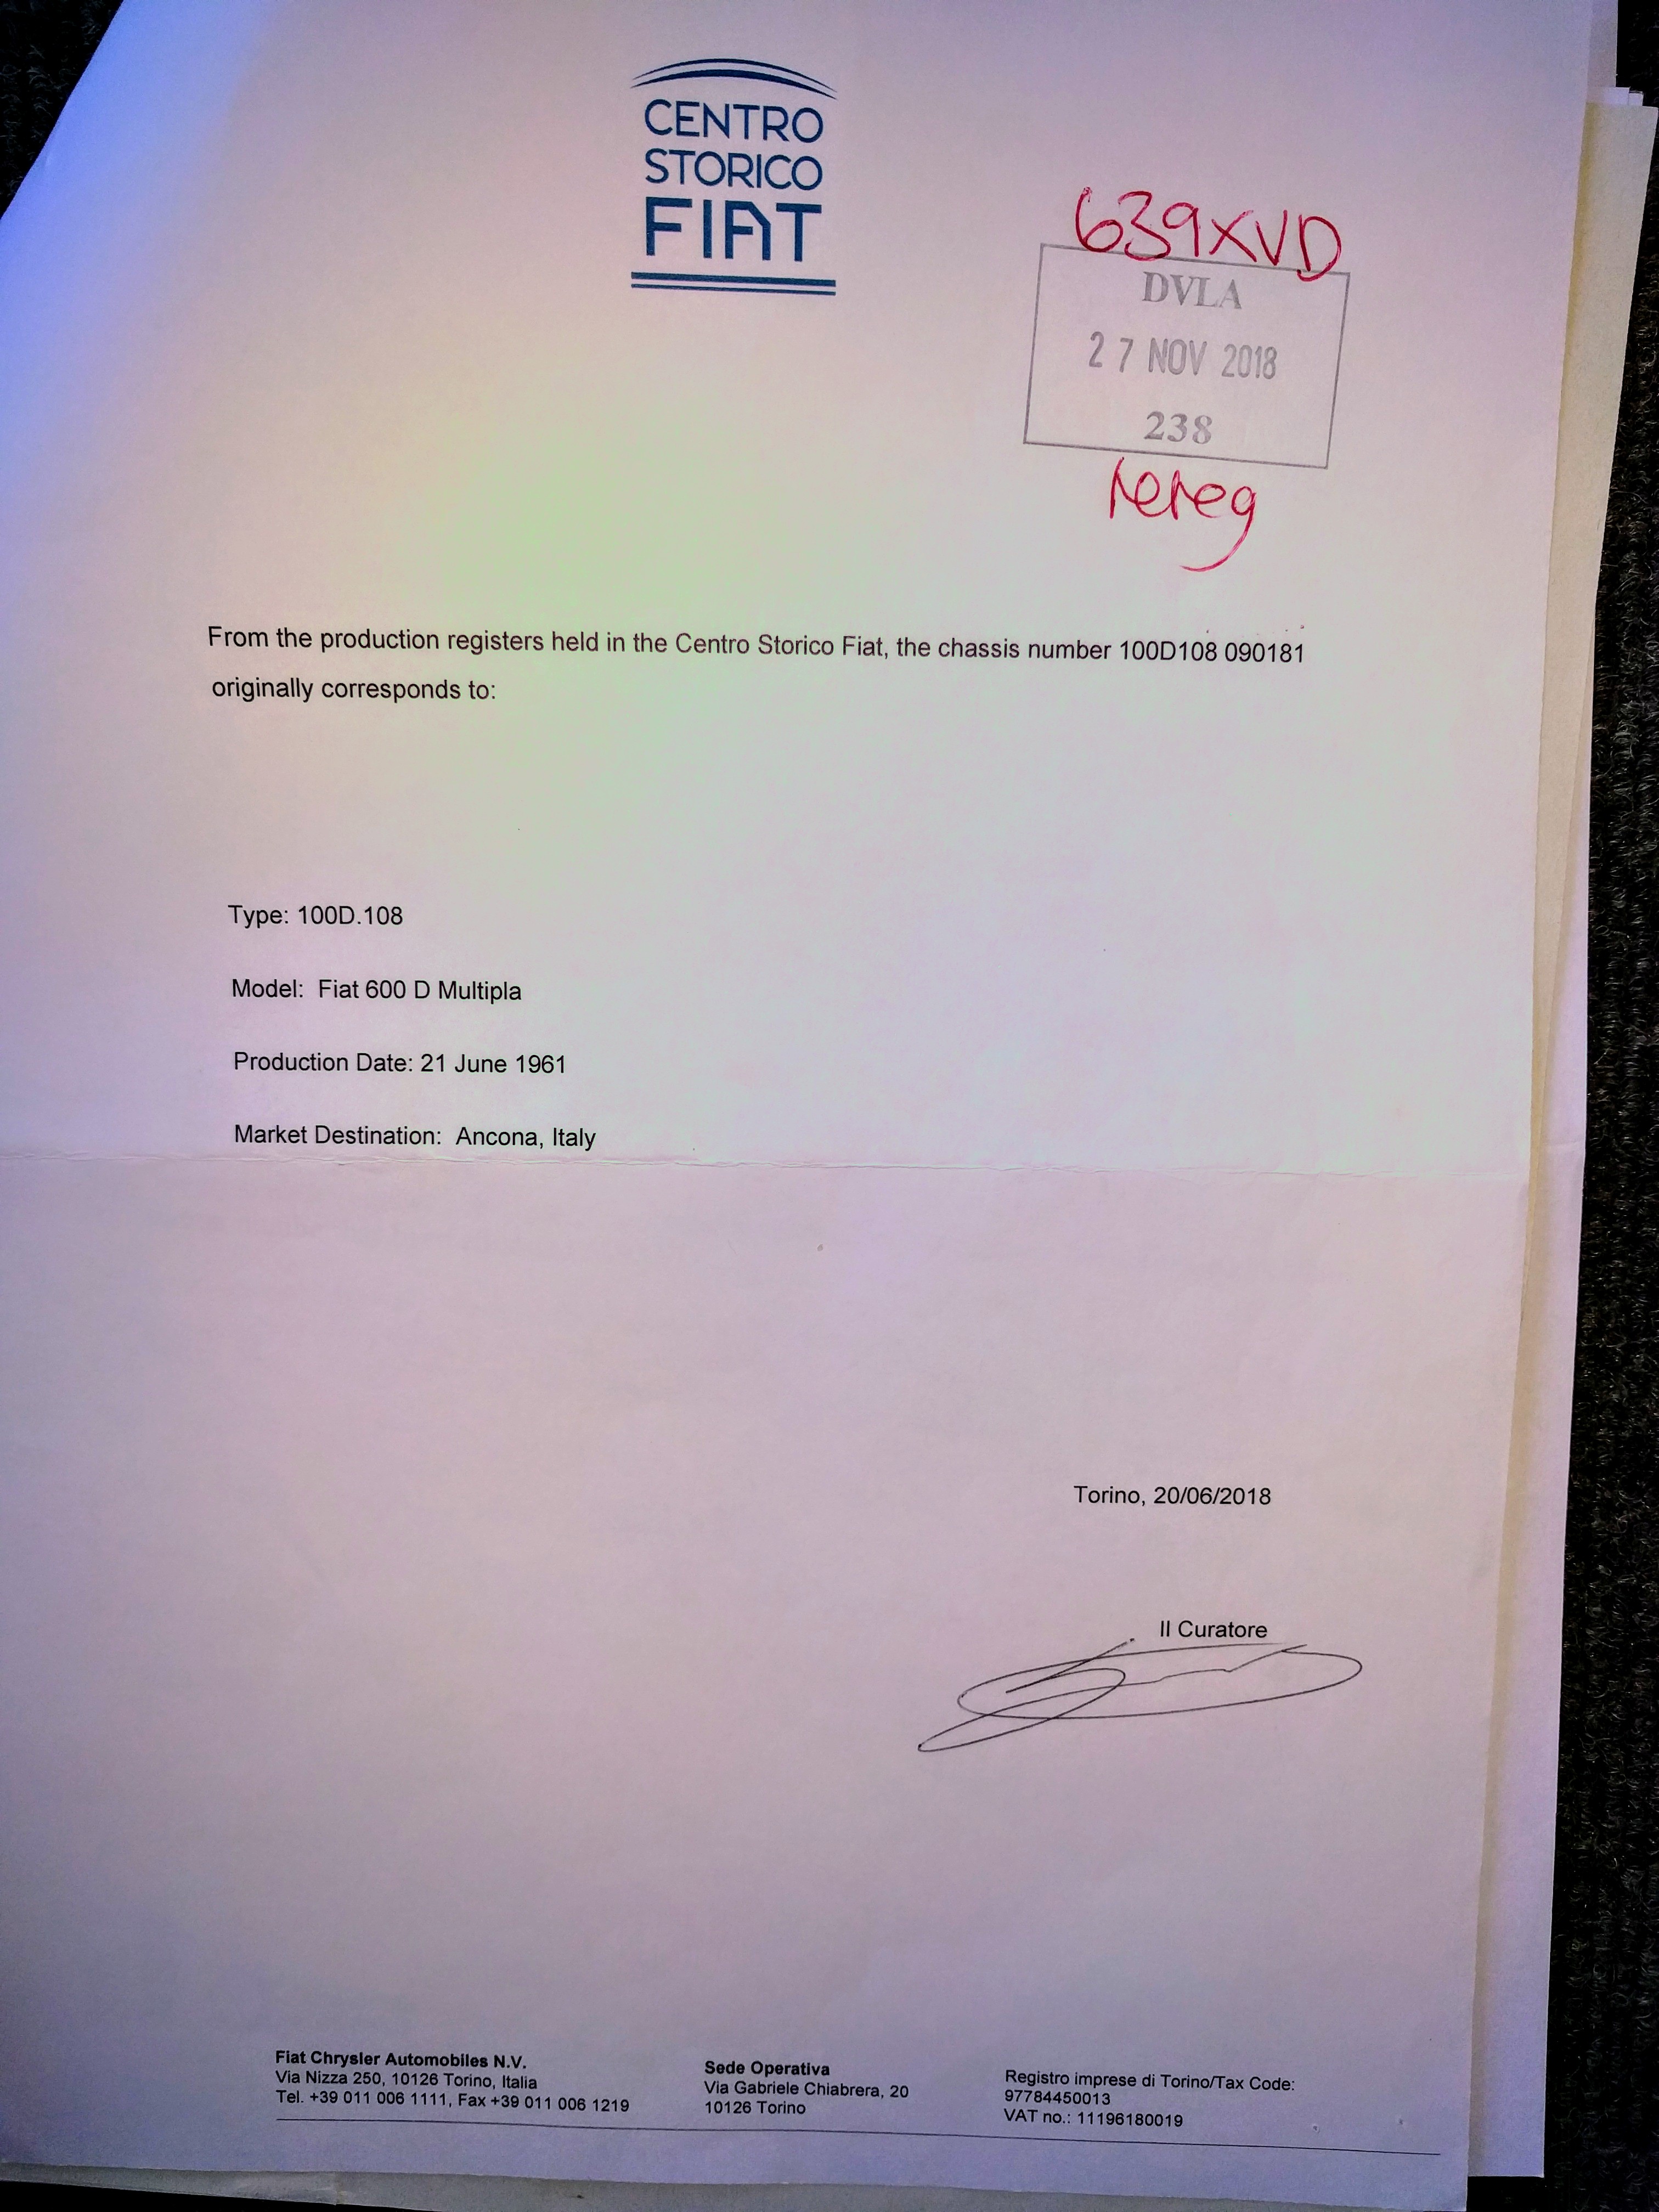 CENTRO
STORICO
FIAT
639XVD
DVLA
27 NOV 2018
238
rereg
From the production registers held in the Centro Storico Fiat, the chassis number 100D108 090181
originally corresponds to:
Type: 100D.108
Model: Fiat 600 D Multipla
Production Date: 21 June 1961
Market Destination: Ancona, Italy
Torino, 20/06/2018
Il Curatore
Fiat Chrysler Automobiles N.V.
Via Nizza 250, 10126 Torino, Italia
Tel. +39 011 006 1111, Fax +39 011 006 1219
Sede Operativa
Via Gabriele Chiabrera, 20
10126 Torino
Registro imprese di Torino/Tax Code:
97784450013
VAT no.: 11196180019